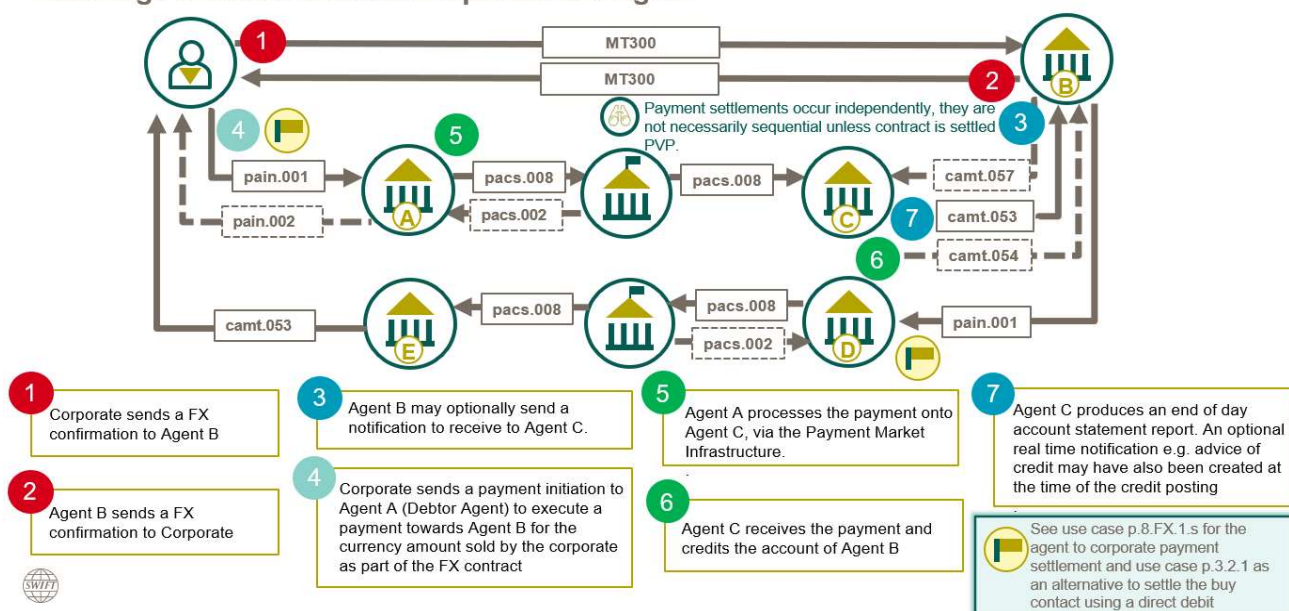 MT300
MT300
Payment settlements occur independently, they are
not necessarily sequential unless contract is settled
PVP.
1
2
B
3
4
5
pain.001
pacs.008
pacs.008
camt.057
A
C
7
camt.053
pain.002
pacs.002
6
camt.054
camt.053
E
pacs.008
pacs.008
pacs.002
D
pain.001
1
Corporate sends a FX
confirmation to Agent B
2
Agent B sends a FX
confirmation to Corporate
3
Agent B may optionally send a
notification to receive to Agent C.
4
Corporate sends a payment initiation to
Agent A (Debtor Agent) to execute a
payment towards Agent B for the
currency amount sold by the corporate
as part of the FX contract
5
Agent A processes the payment onto
Agent C, via the Payment Market
Infrastructure.
.
6
Agent C receives the payment and
credits the account of Agent B
7
Agent C produces an end of day
account statement report. An optional
real time notification e.g. advice of
credit may have also been created at
the time of the credit posting
.
See use case p.8.FX.1.s for the
agent to corporate payment
settlement and use case p.3.2.1 as
an alternative to settle the buy
contact using a direct debit
SWIFT